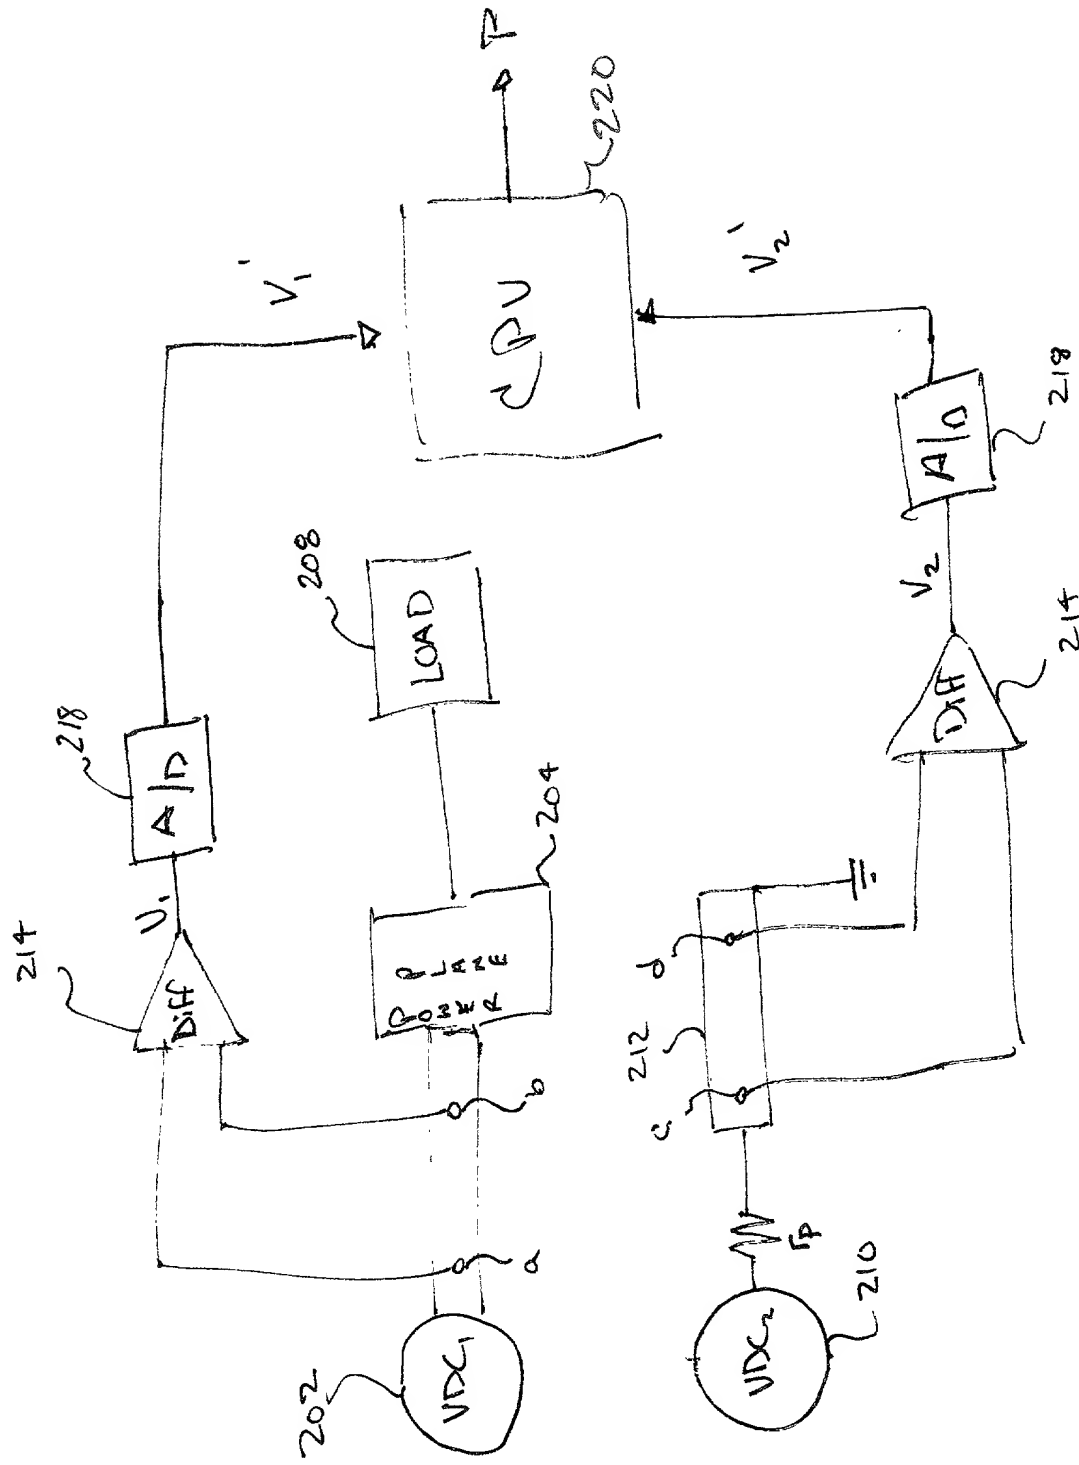 214
Diff
V1
218
A/D
V1'
202
VDC1
a
b
POWER
PLANE
204
LOAD
208
CPU
220
P
210
VDC2
rp
c
212
d
214
Diff
V2
A/D
218
V2'